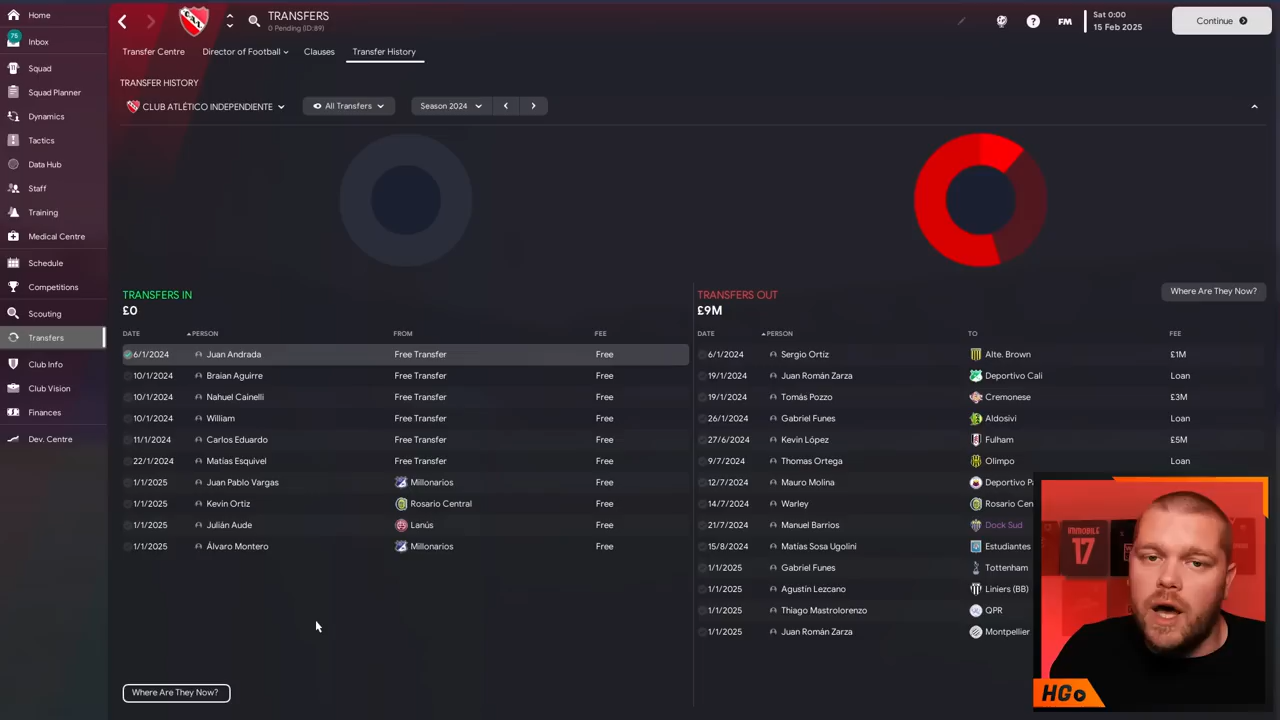 Home
TRANSFERS
0 Pending (ID:89)
Sat 0:00
15 Feb 2025
FM
Continue
75
Inbox
Squad
Squad Planner
Dynamics
Tactics
Data Hub
Staff
Training
Medical Centre
Schedule
Competitions
Scouting
Transfers
Club Info
Club Vision
Finances
Dev. Centre
Transfer Centre
Director of Football
Clauses
Transfer History
TRANSFER HISTORY
CLUB ATLÉTICO INDEPENDIENTE
All Transfers
Season 2024
TRANSFERS IN
£0
DATE PERSON FROM FEE
6/1/2024 Juan Andrada Free Transfer Free
10/1/2024 Braian Aguirre Free Transfer Free
10/1/2024 Nahuel Cainelli Free Transfer Free
10/1/2024 William Free Transfer Free
11/1/2024 Carlos Eduardo Free Transfer Free
22/1/2024 Matías Esquivel Free Transfer Free
1/1/2025 Juan Pablo Vargas Millonarios Free
1/1/2025 Kevin Ortiz Rosario Central Free
1/1/2025 Julián Aude Lanús Free
1/1/2025 Álvaro Montero Millonarios Free
Where Are They Now?
TRANSFERS OUT
£9M
Where Are They Now?
DATE PERSON TO FEE
6/1/2024 Sergio Ortíz Alte. Brown £1M
19/1/2024 Juan Román Zarza Deportivo Cali Loan
19/1/2024 Tomás Pozzo Cremonese £3M
26/1/2024 Gabriel Funes Aldosivi Loan
27/6/2024 Kevin López Fulham £5M
9/7/2024 Thomas Ortega Olimpo Loan
12/7/2024 Mauro Molina Deportivo P
14/7/2024 Warley Rosario Cen
21/7/2024 Manuel Barrios Dock Sud
15/8/2024 Matías Sosa Ugolini Estudiantes
1/1/2025 Gabriel Funes Tottenham
1/1/2025 Agustín Lezcano Liniers (BB)
1/1/2025 Thiago Mastrolorenzo QPR
1/1/2025 Juan Román Zarza Montpellier
IMMOBILE
17
HG